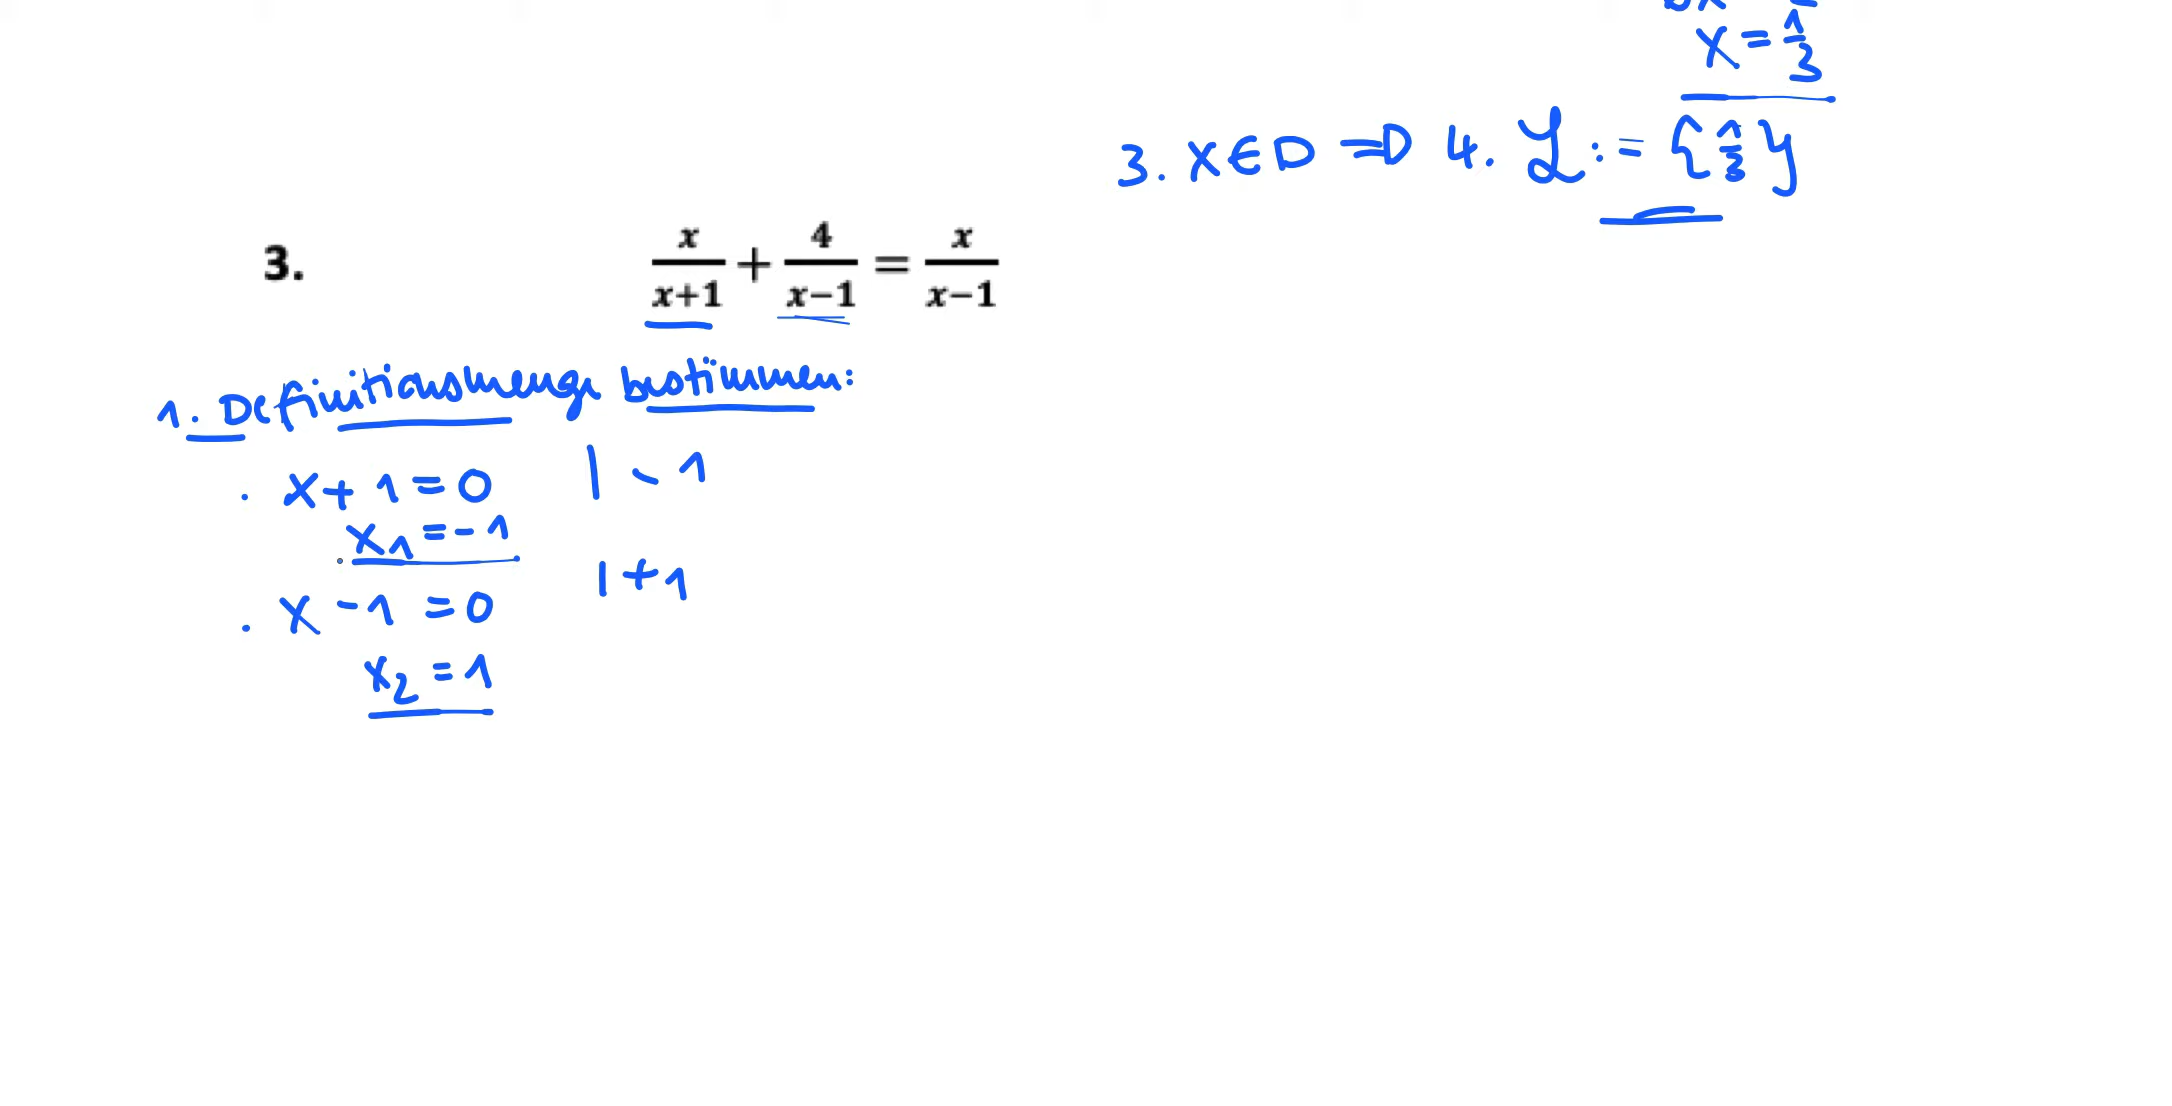 x = 1/3
3. x ∈ D ⇒ 4. L := {1/3}
3. x/(x+1) + 4/(x−1) = x/(x−1)
1. Definitionsmenge bestimmen:
· x + 1 = 0 | - 1
x₁ = -1
· x - 1 = 0 | + 1
x₂ = 1